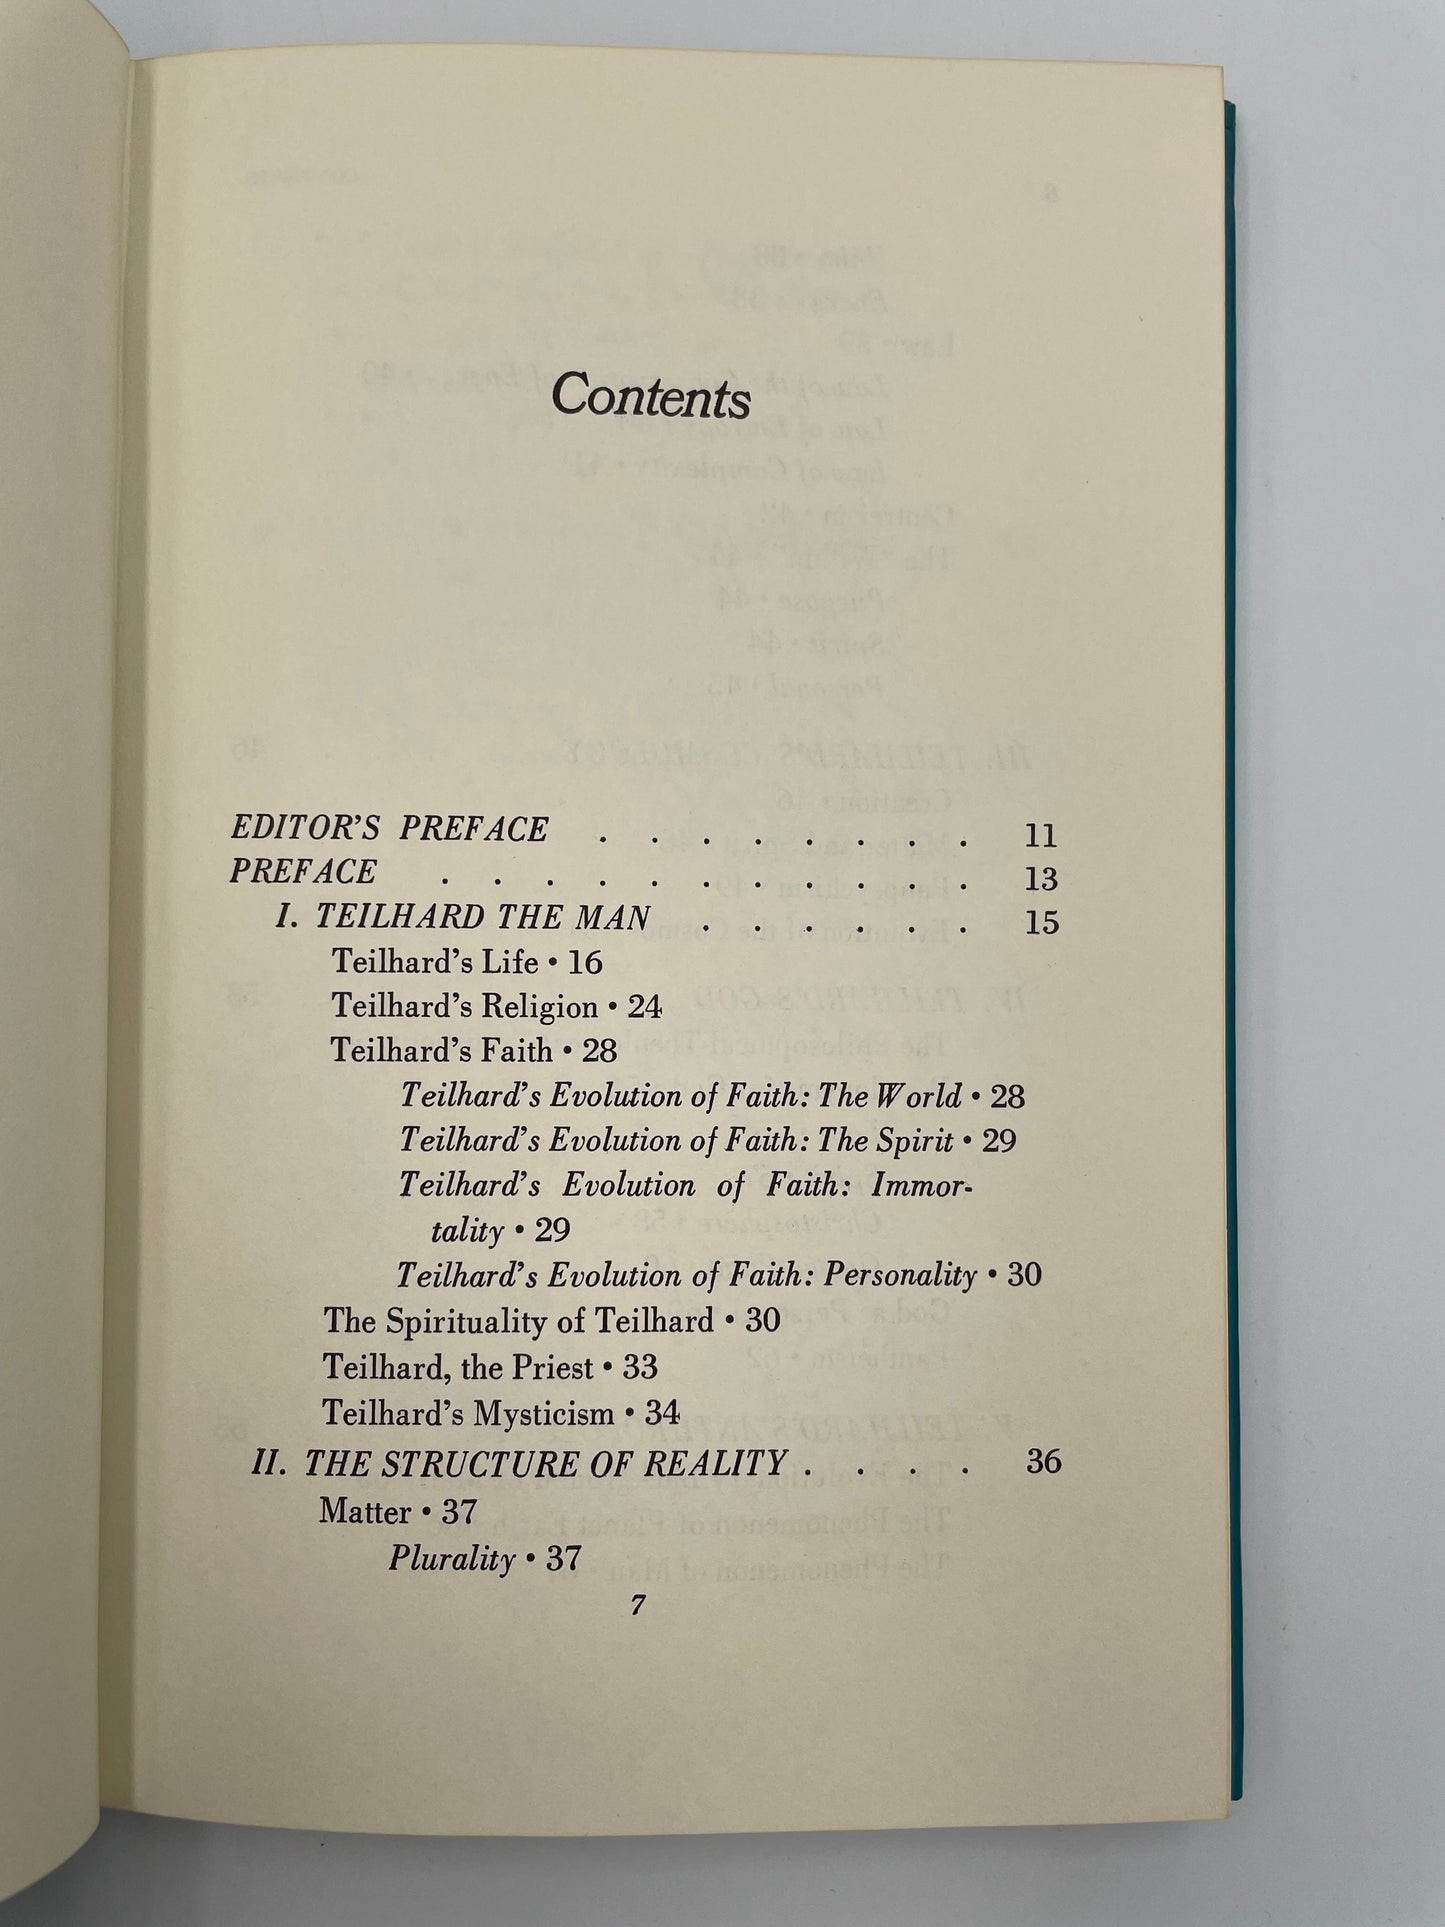 Contents
EDITOR'S PREFACE . . . . . . . . 11
PREFACE . . . . . . . . . . . 13
I. TEILHARD THE MAN . . . . . . 15
Teilhard's Life • 16
Teilhard's Religion • 24
Teilhard's Faith • 28
Teilhard's Evolution of Faith: The World • 28
Teilhard's Evolution of Faith: The Spirit • 29
Teilhard's Evolution of Faith: Immor-
tality • 29
Teilhard's Evolution of Faith: Personality • 30
The Spirituality of Teilhard • 30
Teilhard, the Priest • 33
Teilhard's Mysticism • 34
II. THE STRUCTURE OF REALITY . . . . 36
Matter • 37
Plurality • 37
7